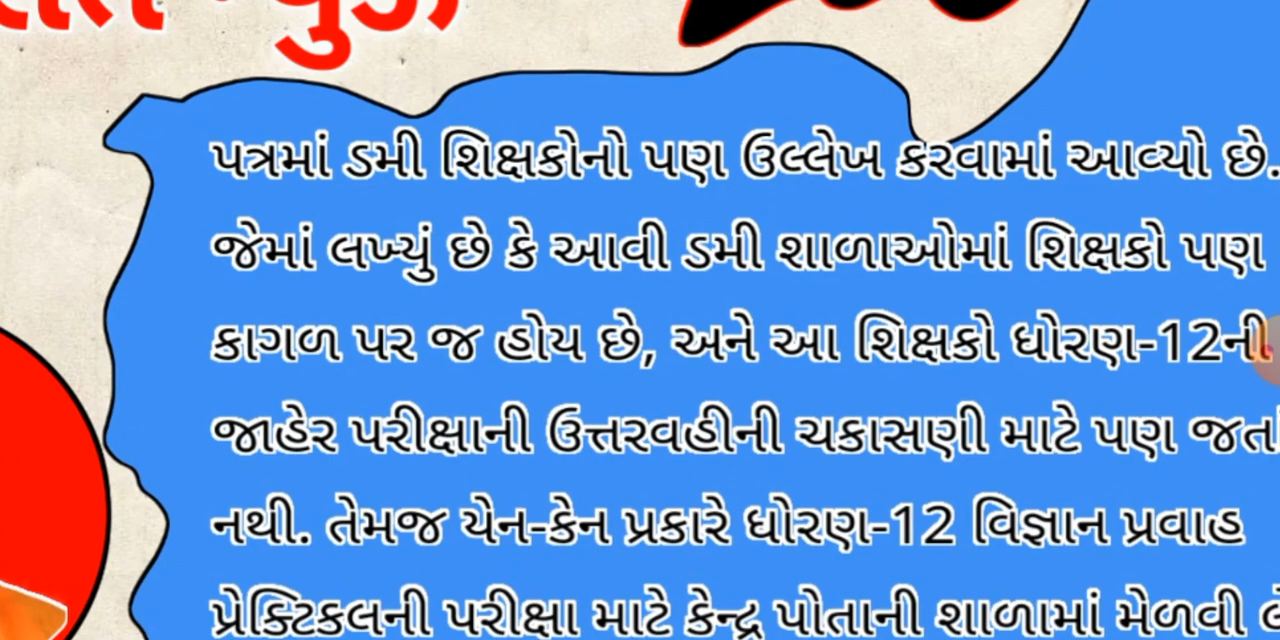 ન્યુઝ
પત્રમાં ડમી શિક્ષકોનો પણ ઉલ્લેખ કરવામાં આવ્યો છે.
જેમાં લખ્યું છે કે આવી ડમી શાળાઓમાં શિક્ષકો પણ
કાગળ પર જ હોય છે, અને આ શિક્ષકો ધોરણ-12ની
જાહેર પરીક્ષાની ઉત્તરવહીની ચકાસણી માટે પણ
નથી. તેમજ યેન-કેન પ્રકારે ધોરણ-12 વિજ્ઞાન પ્રવાહ
પ્રેક્ટિકલની પરીક્ષા માટે કેન્દ્ર પોતાની શાળામાં મેળવી